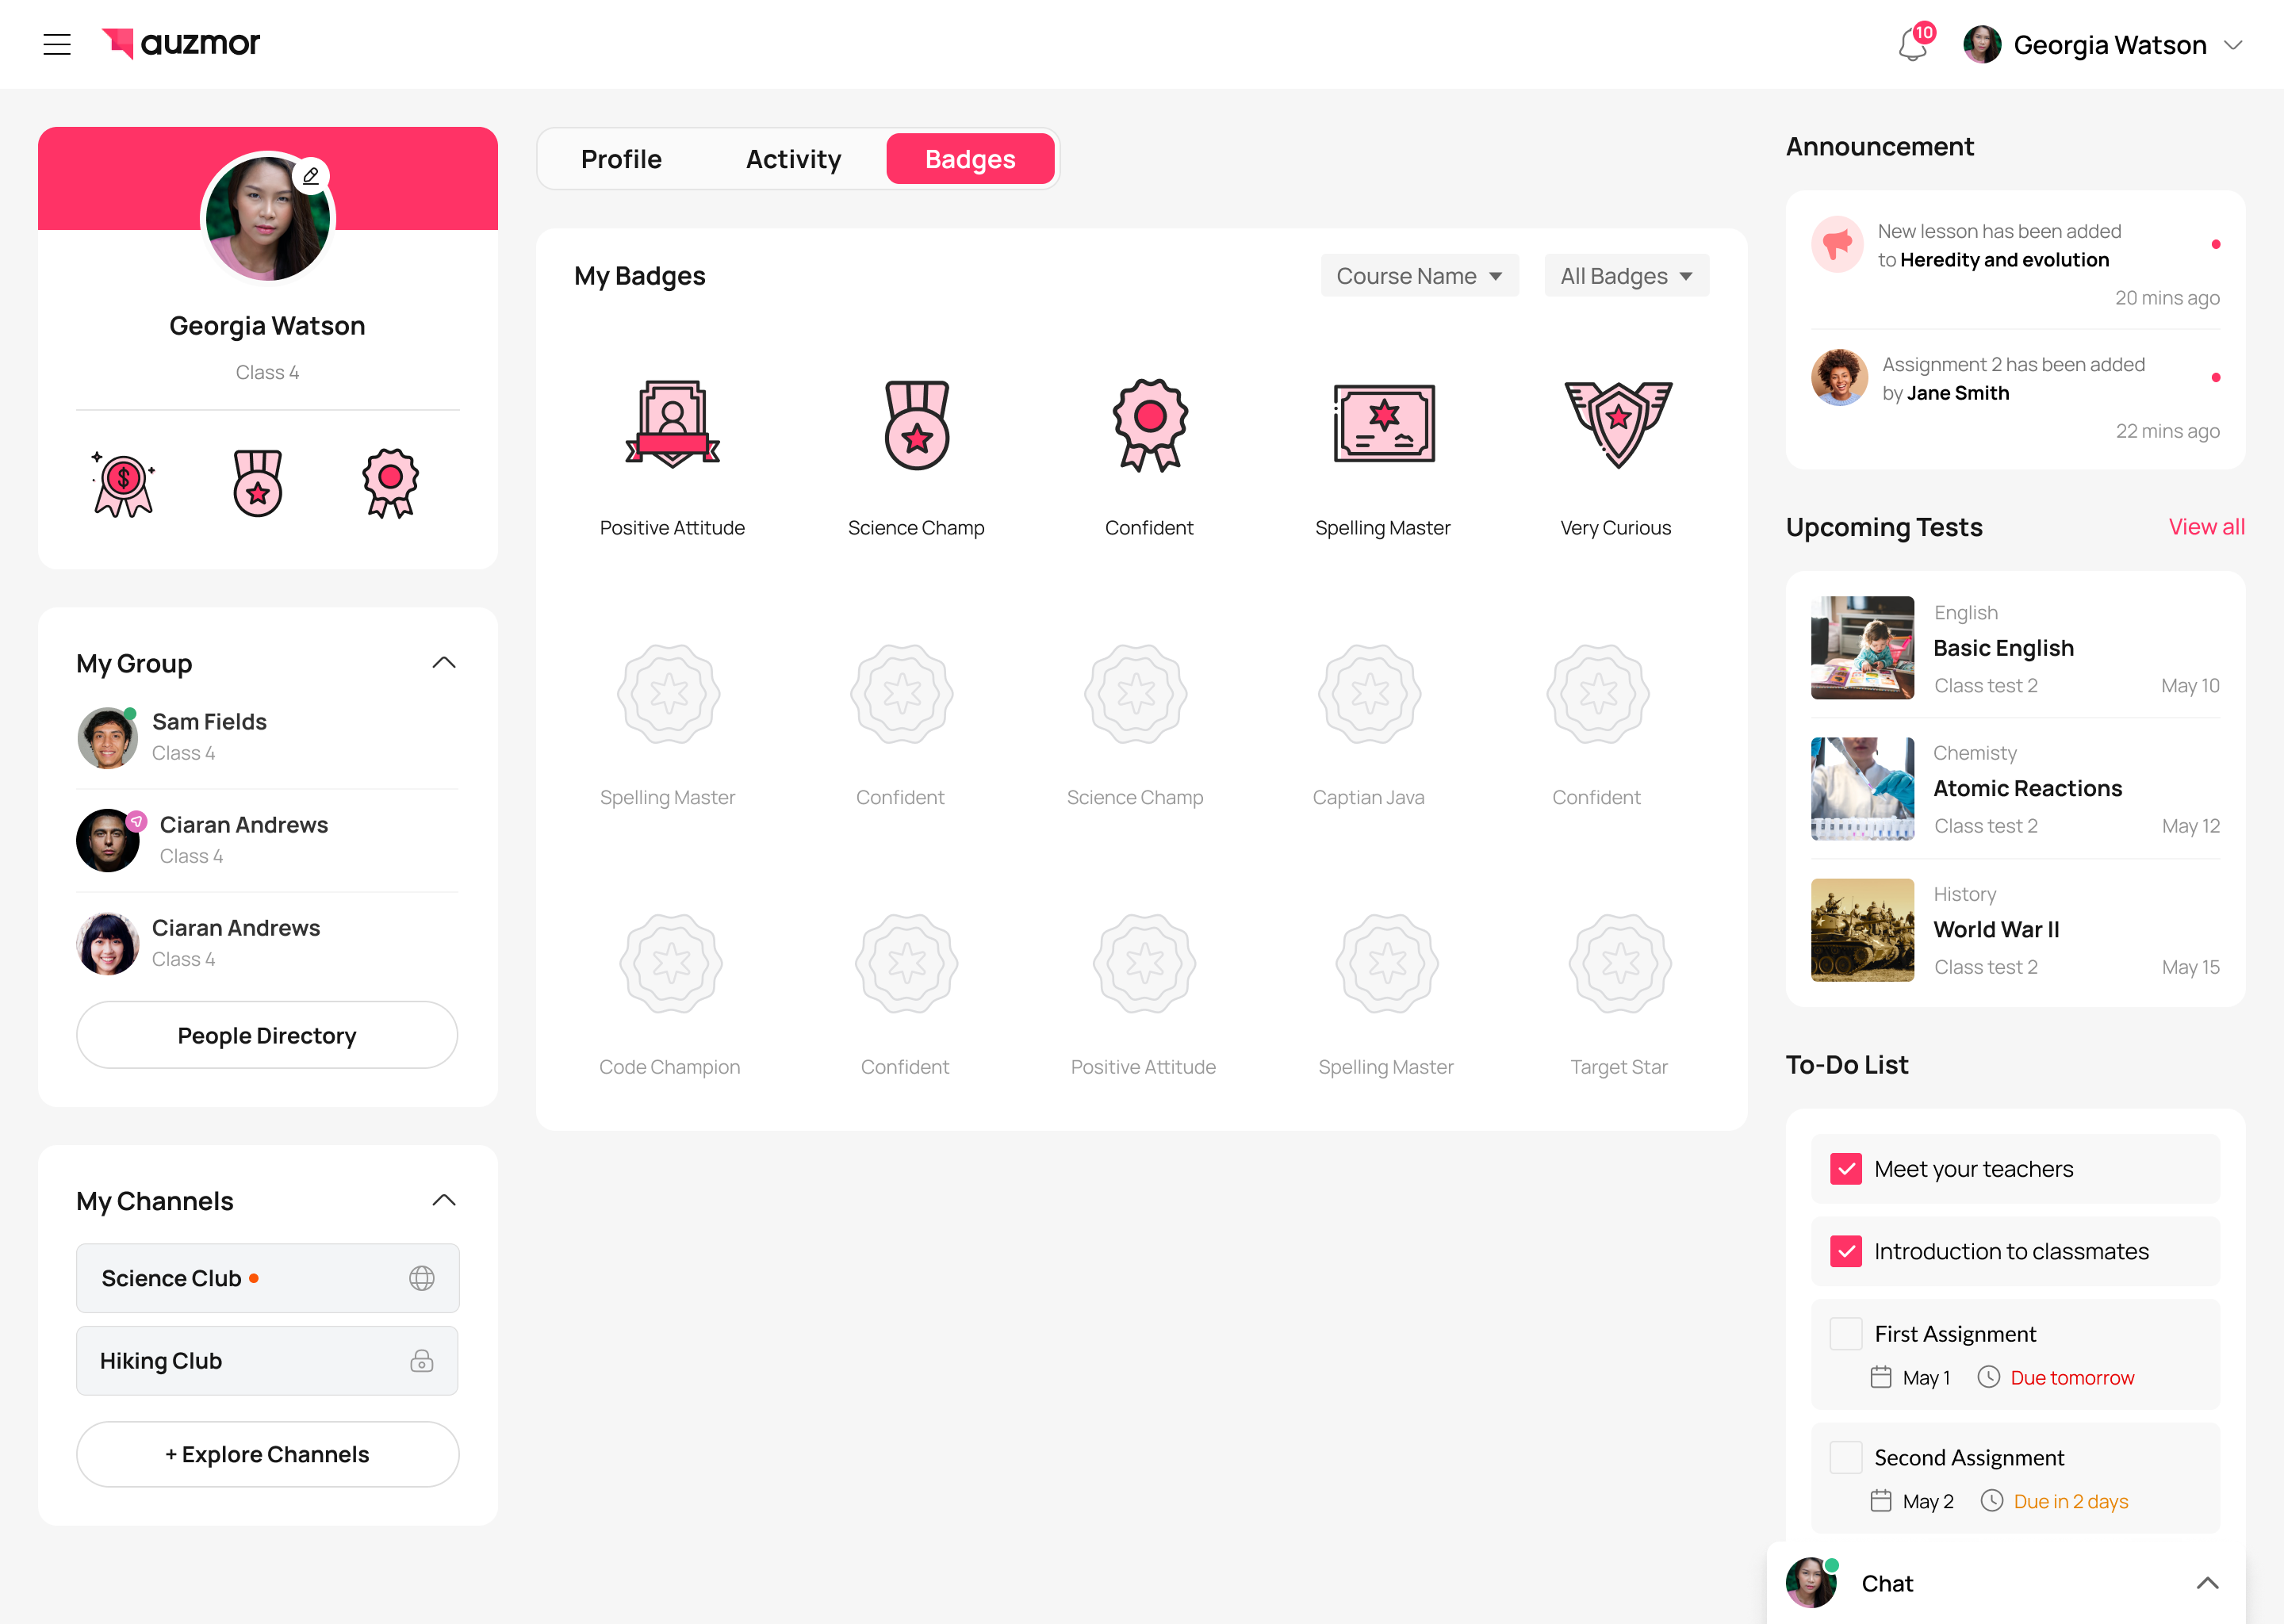 auzmor
10
Georgia Watson
Georgia Watson
Class 4
$
My Group
Sam Fields
Class 4
Ciaran Andrews
Class 4
Ciaran Andrews
Class 4
People Directory
My Channels
Science Club
Hiking Club
+ Explore Channels
Profile
Activity
Badges
My Badges
Course Name
All Badges
Positive Attitude
Science Champ
Confident
Spelling Master
Very Curious
Spelling Master
Confident
Science Champ
Captian Java
Confident
Code Champion
Confident
Positive Attitude
Spelling Master
Target Star
Announcement
New lesson has been added
to Heredity and evolution
20 mins ago
Assignment 2 has been added
by Jane Smith
22 mins ago
Upcoming Tests
View all
English
Basic English
Class test 2
May 10
Chemisty
Atomic Reactions
Class test 2
May 12
History
World War II
Class test 2
May 15
To-Do List
Meet your teachers
Introduction to classmates
First Assignment
May 1
Due tomorrow
Second Assignment
May 2
Due in 2 days
Chat